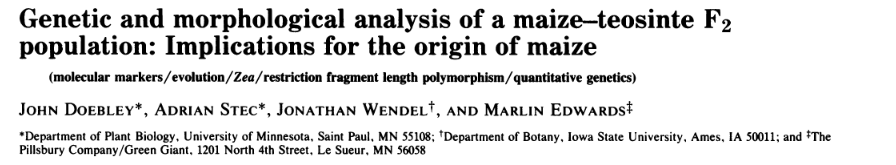 Genetic and morphological analysis of a maize–teosinte F₂
population: Implications for the origin of maize
(molecular markers/evolution/Zea/restriction fragment length polymorphism/quantitative genetics)
JOHN DOEBLEY*, ADRIAN STEC*, JONATHAN WENDEL†, AND MARLIN EDWARDS‡
*Department of Plant Biology, University of Minnesota, Saint Paul, MN 55108; †Department of Botany, Iowa State University, Ames, IA 50011; and ‡The
Pillsbury Company/Green Giant, 1201 North 4th Street, Le Sueur, MN 56058